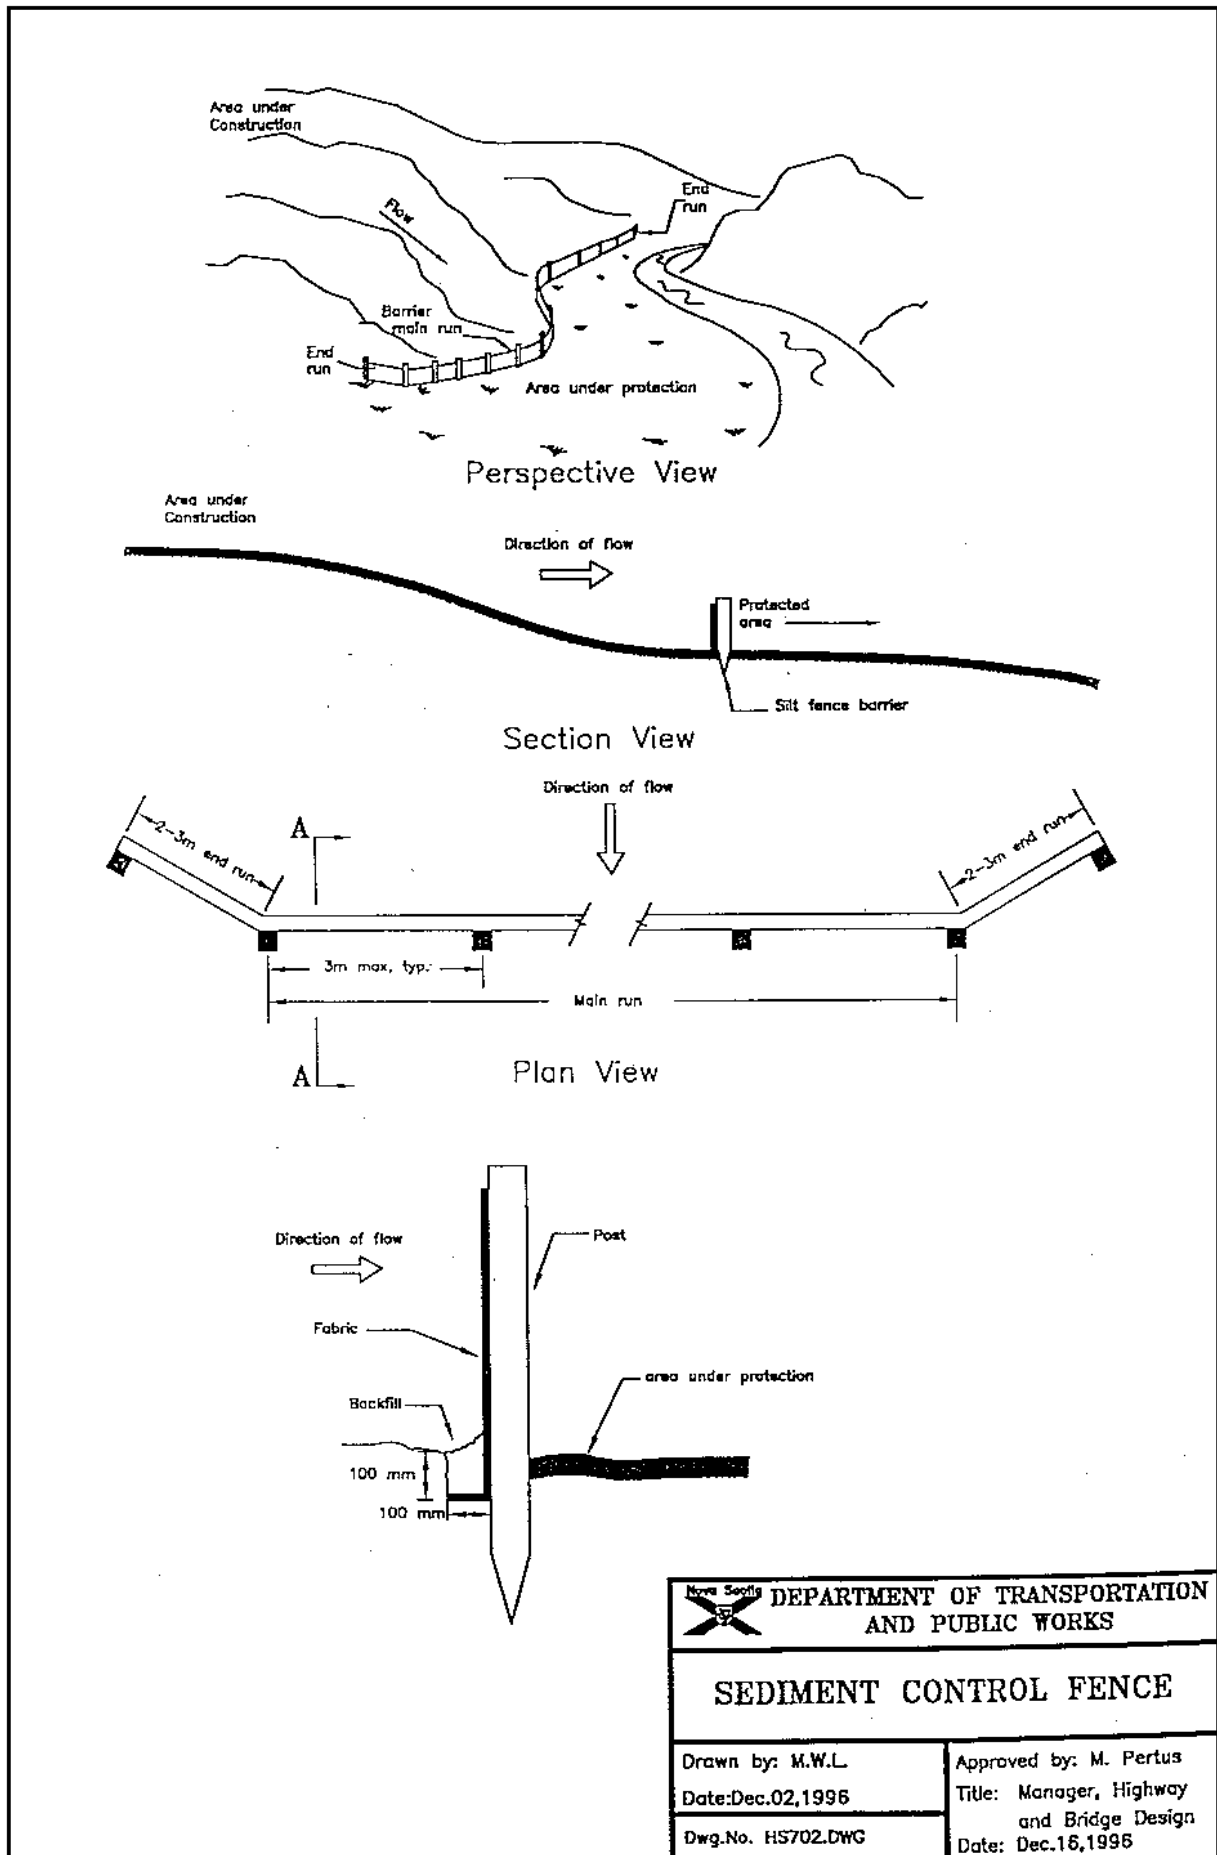 Area under
Construction
Flow
End
run
Barrier
main run
End
run
Area under protection
Perspective View
Area under
Construction
Direction of flow
Protected
area
Silt fence barrier
Section View
Direction of flow
2-3m end run
A
2-3m end run
3m max, typ.
Main run
A
Plan View
Direction of flow
Post
Fabric
area under protection
Backfill
100 mm
100 mm
Nova Scotia
DEPARTMENT OF TRANSPORTATION
AND PUBLIC WORKS
SEDIMENT CONTROL FENCE
Drawn by: M.W.L.
Date:Dec.02,1996
Dwg.No. HS702.DWG
Approved by: M. Pertus
Title: Manager, Highway
and Bridge Design
Date: Dec.16,1996